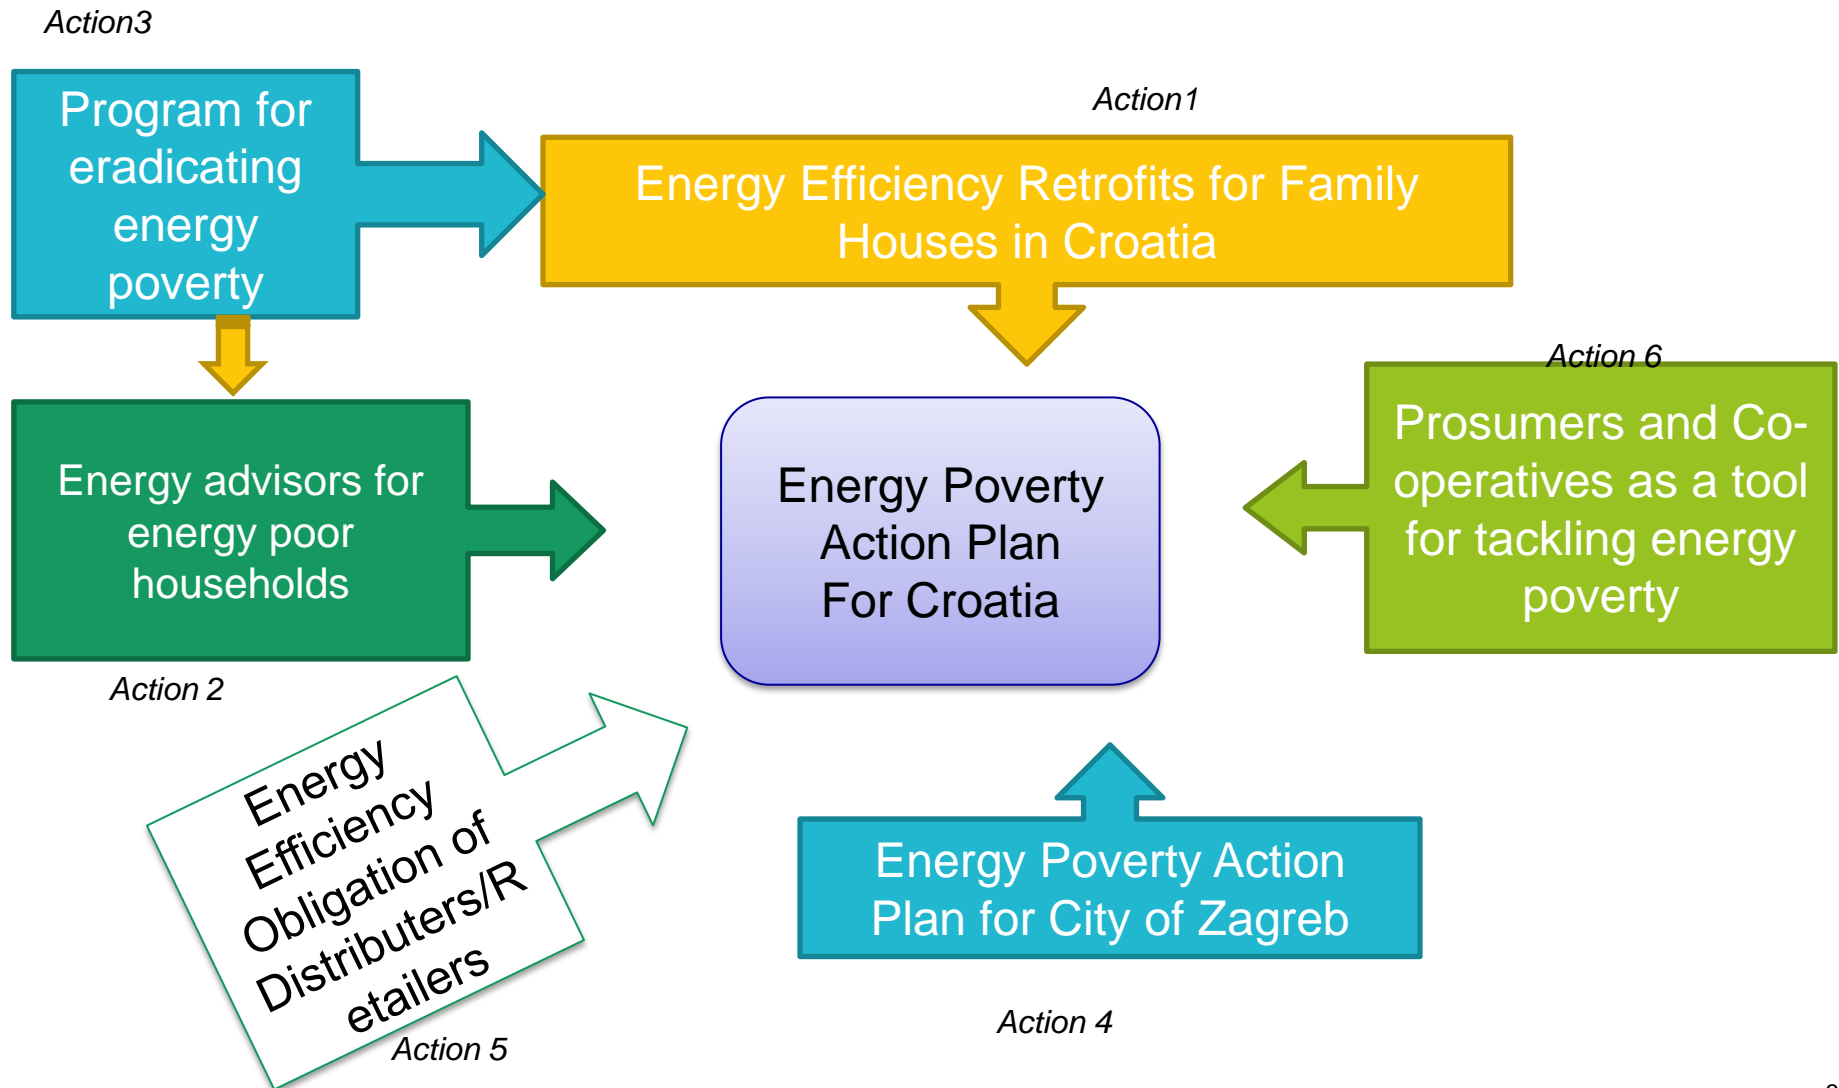 Action3
Program for
eradicating
energy
poverty
Action1
Energy Efficiency Retrofits for Family
Houses in Croatia
Action 6
Prosumers and Co-
operatives as a tool
for tackling energy
poverty
Energy advisors for
energy poor
households
Action 2
Energy Poverty
Action Plan
For Croatia
Energy
Efficiency
Obligation of
Distributers/R
etailers
Action 5
Energy Poverty Action
Plan for City of Zagreb
Action 4